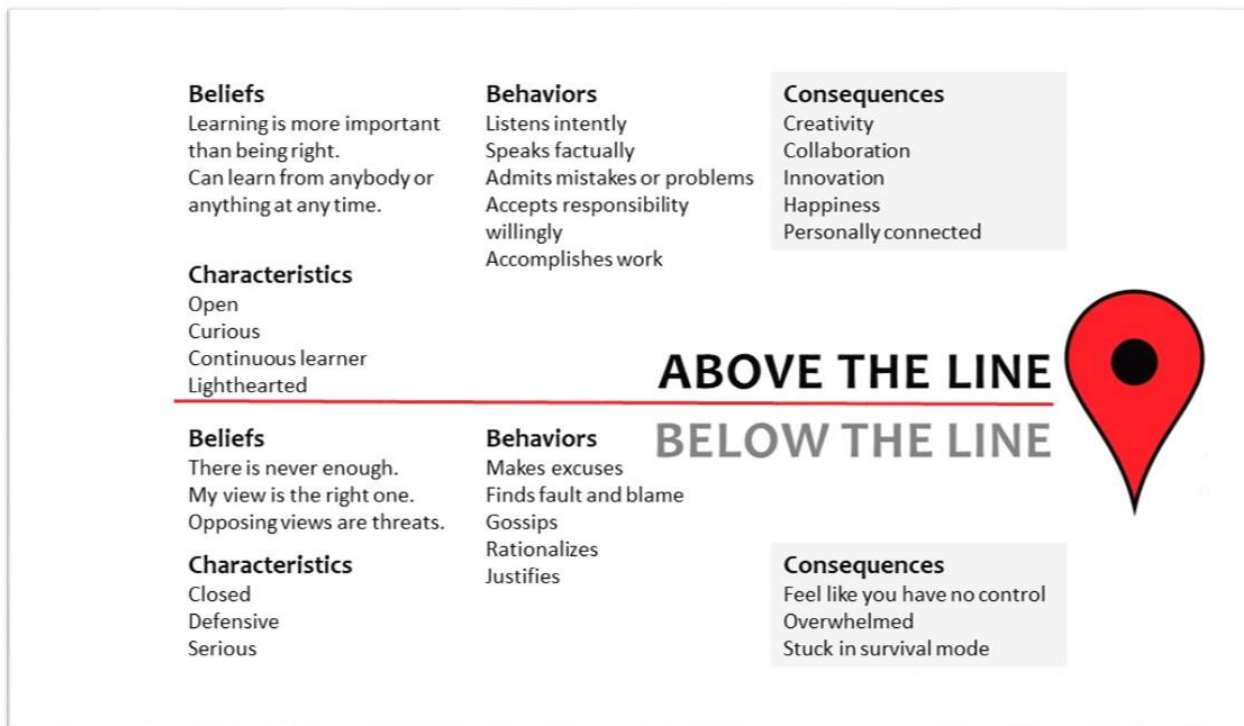 Beliefs
Learning is more important
than being right.
Can learn from anybody or
anything at any time.
Characteristics
Open
Curious
Continuous learner
Lighthearted
Behaviors
Listens intently
Speaks factually
Admits mistakes or problems
Accepts responsibility
willingly
Accomplishes work
Consequences
Creativity
Collaboration
Innovation
Happiness
Personally connected
ABOVE THE LINE
BELOW THE LINE
Beliefs
There is never enough.
My view is the right one.
Opposing views are threats.
Characteristics
Closed
Defensive
Serious
Behaviors
Makes excuses
Finds fault and blame
Gossips
Rationalizes
Justifies
Consequences
Feel like you have no control
Overwhelmed
Stuck in survival mode